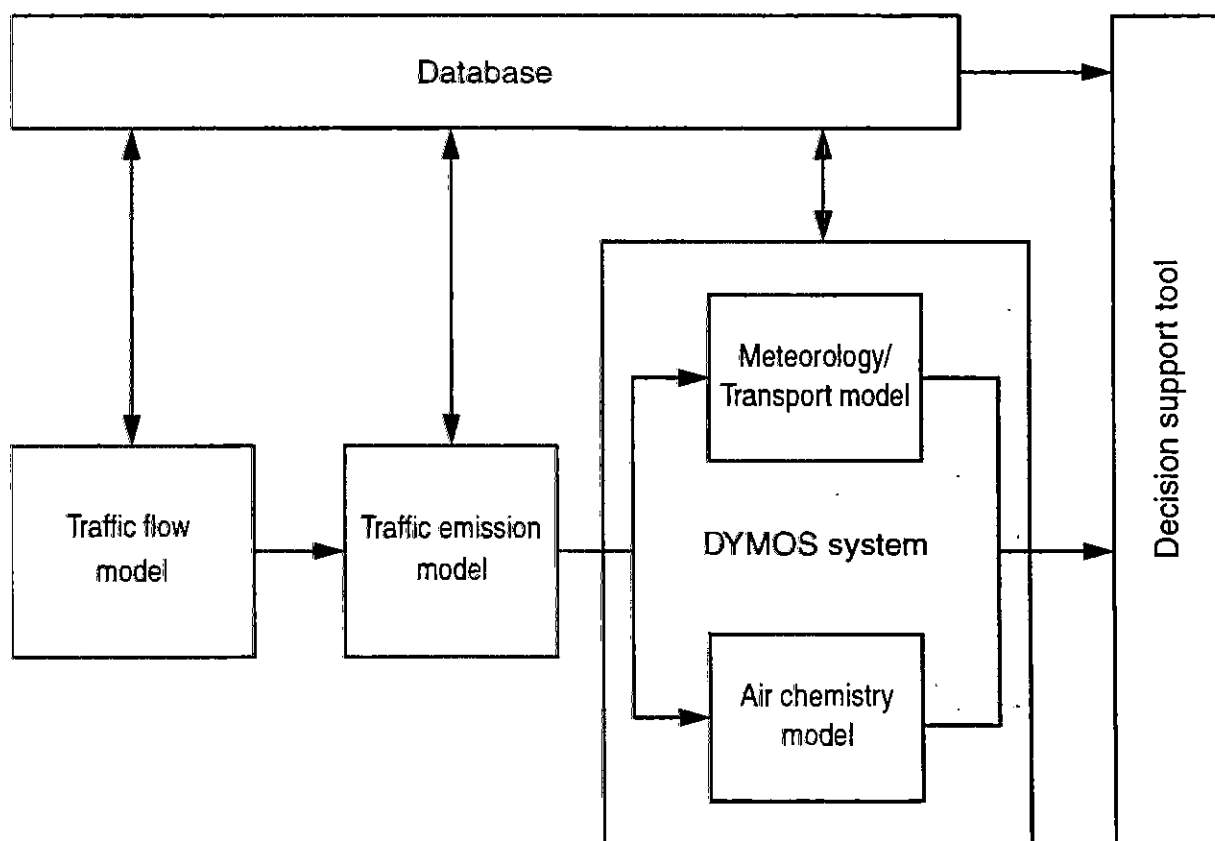 Database
Decision support tool
Meteorology/
Transport model
Traffic flow
model
Traffic emission
model
DYMOS system
Air chemistry
model